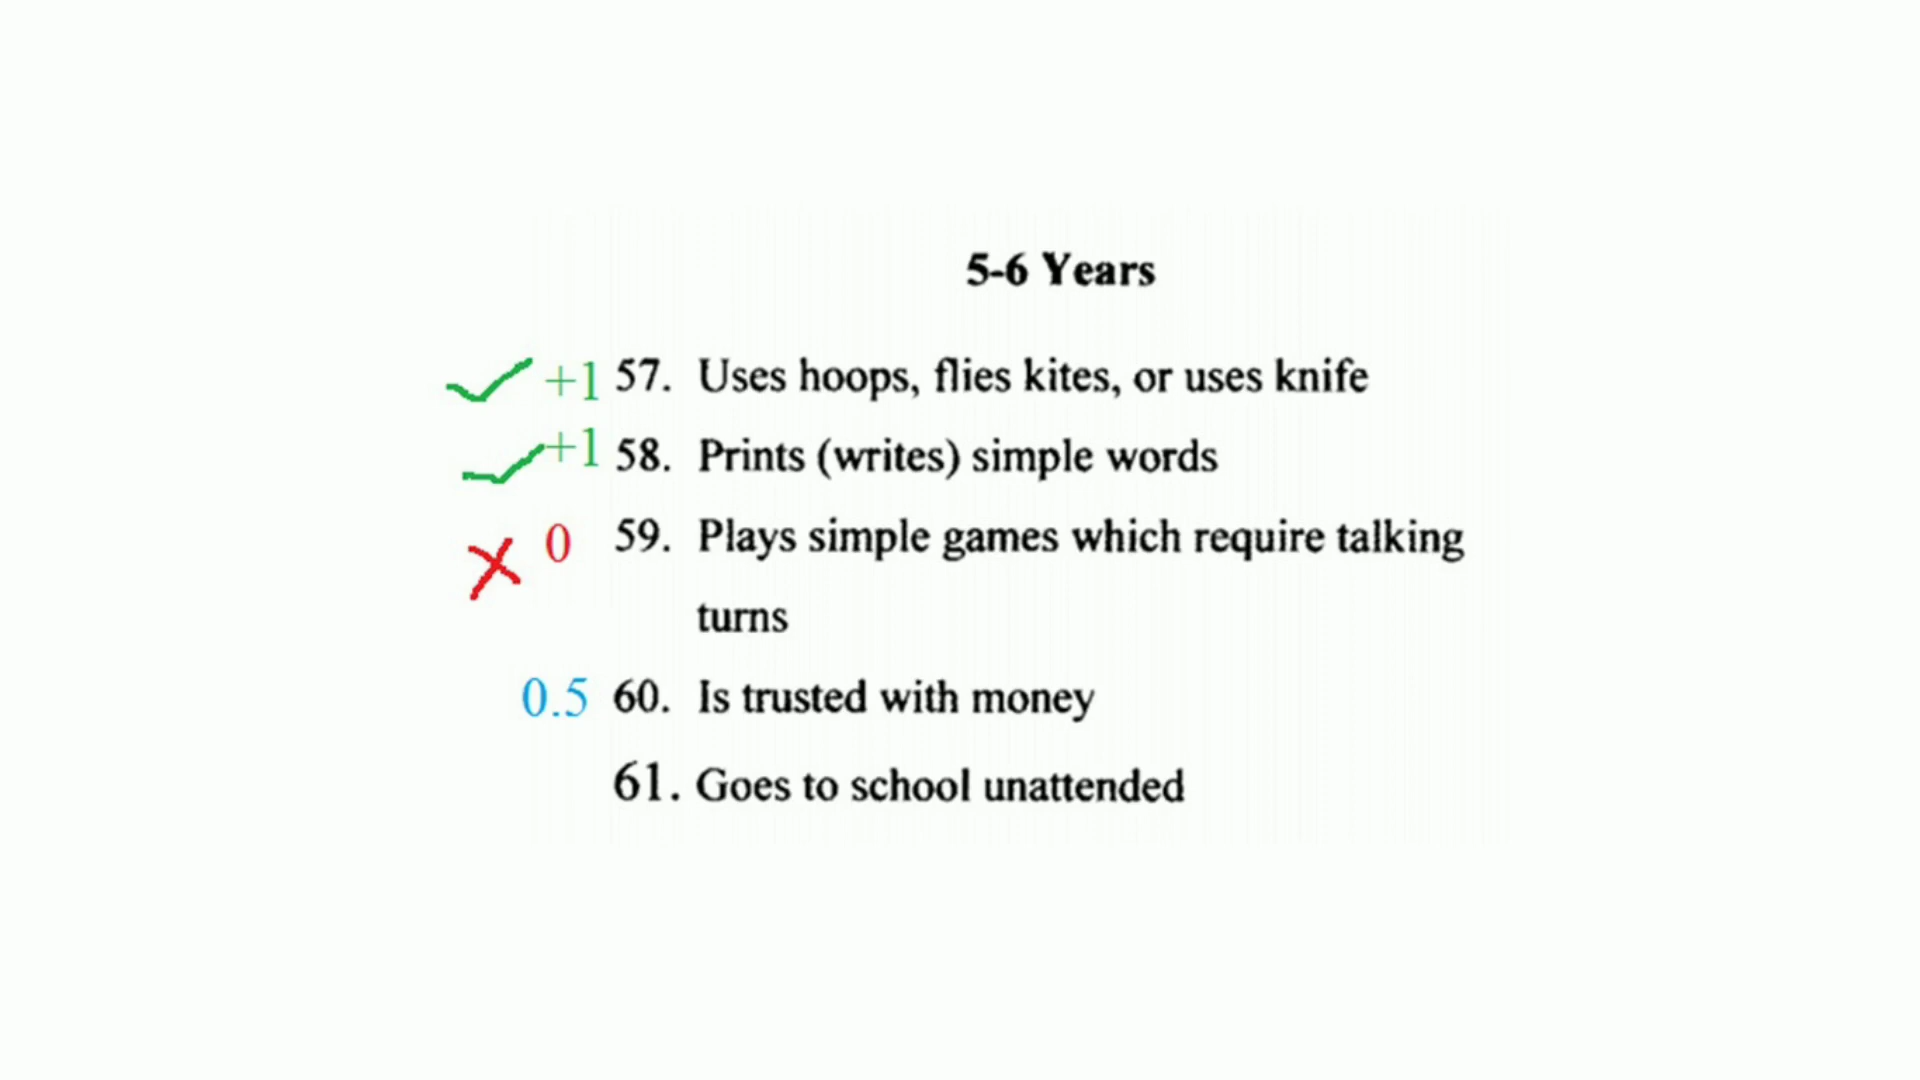 5-6 Years
+1 57. Uses hoops, flies kites, or uses knife
+1 58. Prints (writes) simple words
0 59. Plays simple games which require talking
turns
0.5 60. Is trusted with money
61. Goes to school unattended